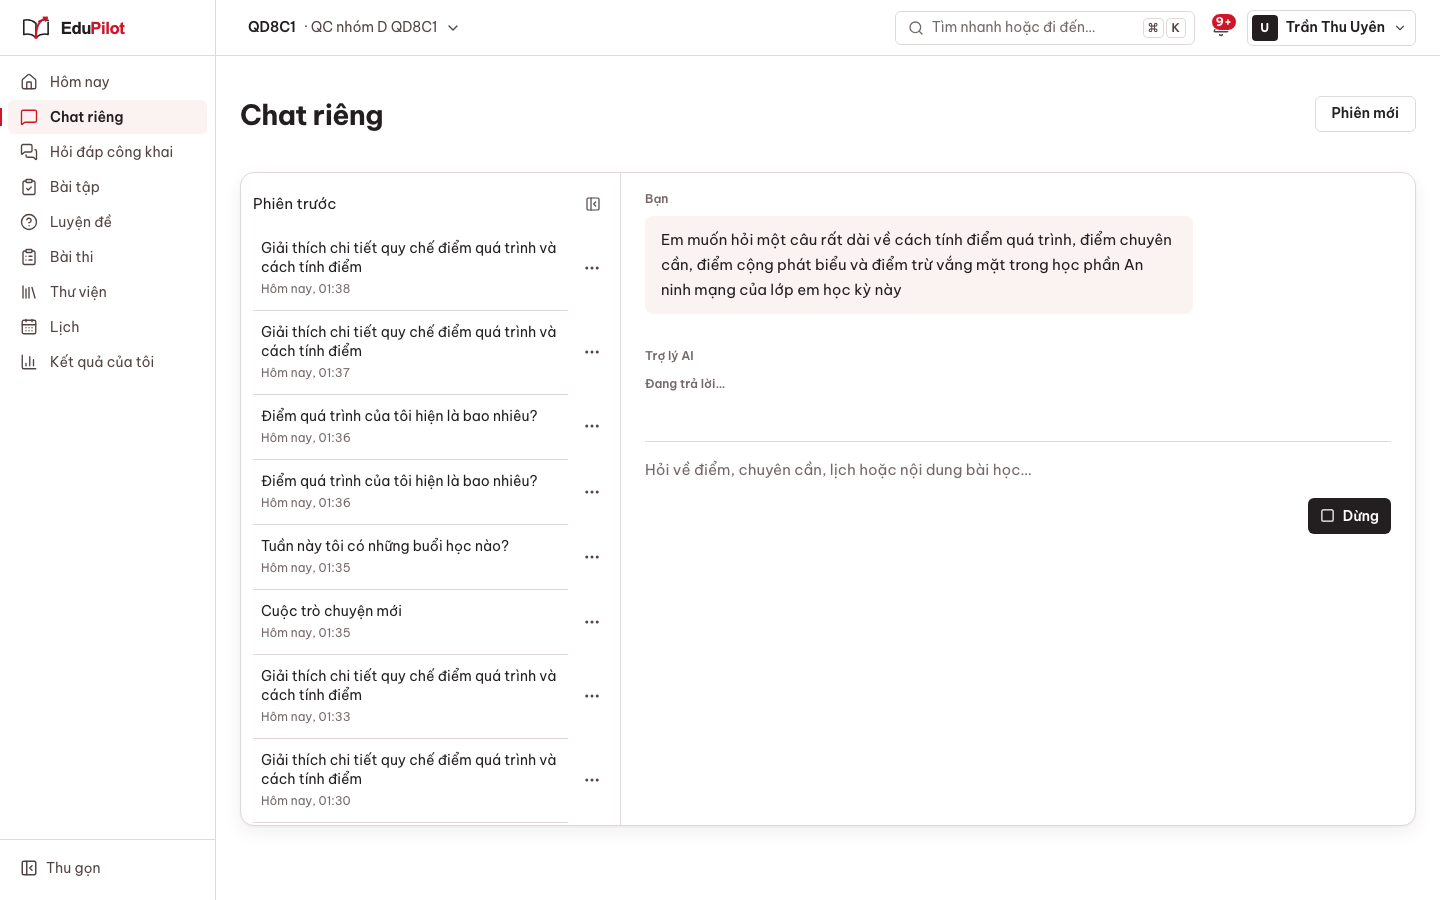 EduPilot
QD8C1 · QC nhóm D QD8C1
Tìm nhanh hoặc đi đến...
⌘ K
9+
U
Trần Thu Uyên
Hôm nay
Chat riêng
Hỏi đáp công khai
Bài tập
Luyện đề
Bài thi
Thư viện
Lịch
Kết quả của tôi
Thu gọn
Chat riêng
Phiên mới
Phiên trước
Giải thích chi tiết quy chế điểm quá trình và
cách tính điểm
Hôm nay, 01:38
Giải thích chi tiết quy chế điểm quá trình và
cách tính điểm
Hôm nay, 01:37
Điểm quá trình của tôi hiện là bao nhiêu?
Hôm nay, 01:36
Điểm quá trình của tôi hiện là bao nhiêu?
Hôm nay, 01:36
Tuần này tôi có những buổi học nào?
Hôm nay, 01:35
Cuộc trò chuyện mới
Hôm nay, 01:35
Giải thích chi tiết quy chế điểm quá trình và
cách tính điểm
Hôm nay, 01:33
Giải thích chi tiết quy chế điểm quá trình và
cách tính điểm
Hôm nay, 01:30
Bạn
Em muốn hỏi một câu rất dài về cách tính điểm quá trình, điểm chuyên
cần, điểm cộng phát biểu và điểm trừ vắng mặt trong học phần An
ninh mạng của lớp em học kỳ này
Trợ lý AI
Đang trả lời...
Hỏi về điểm, chuyên cần, lịch hoặc nội dung bài học...
Dừng